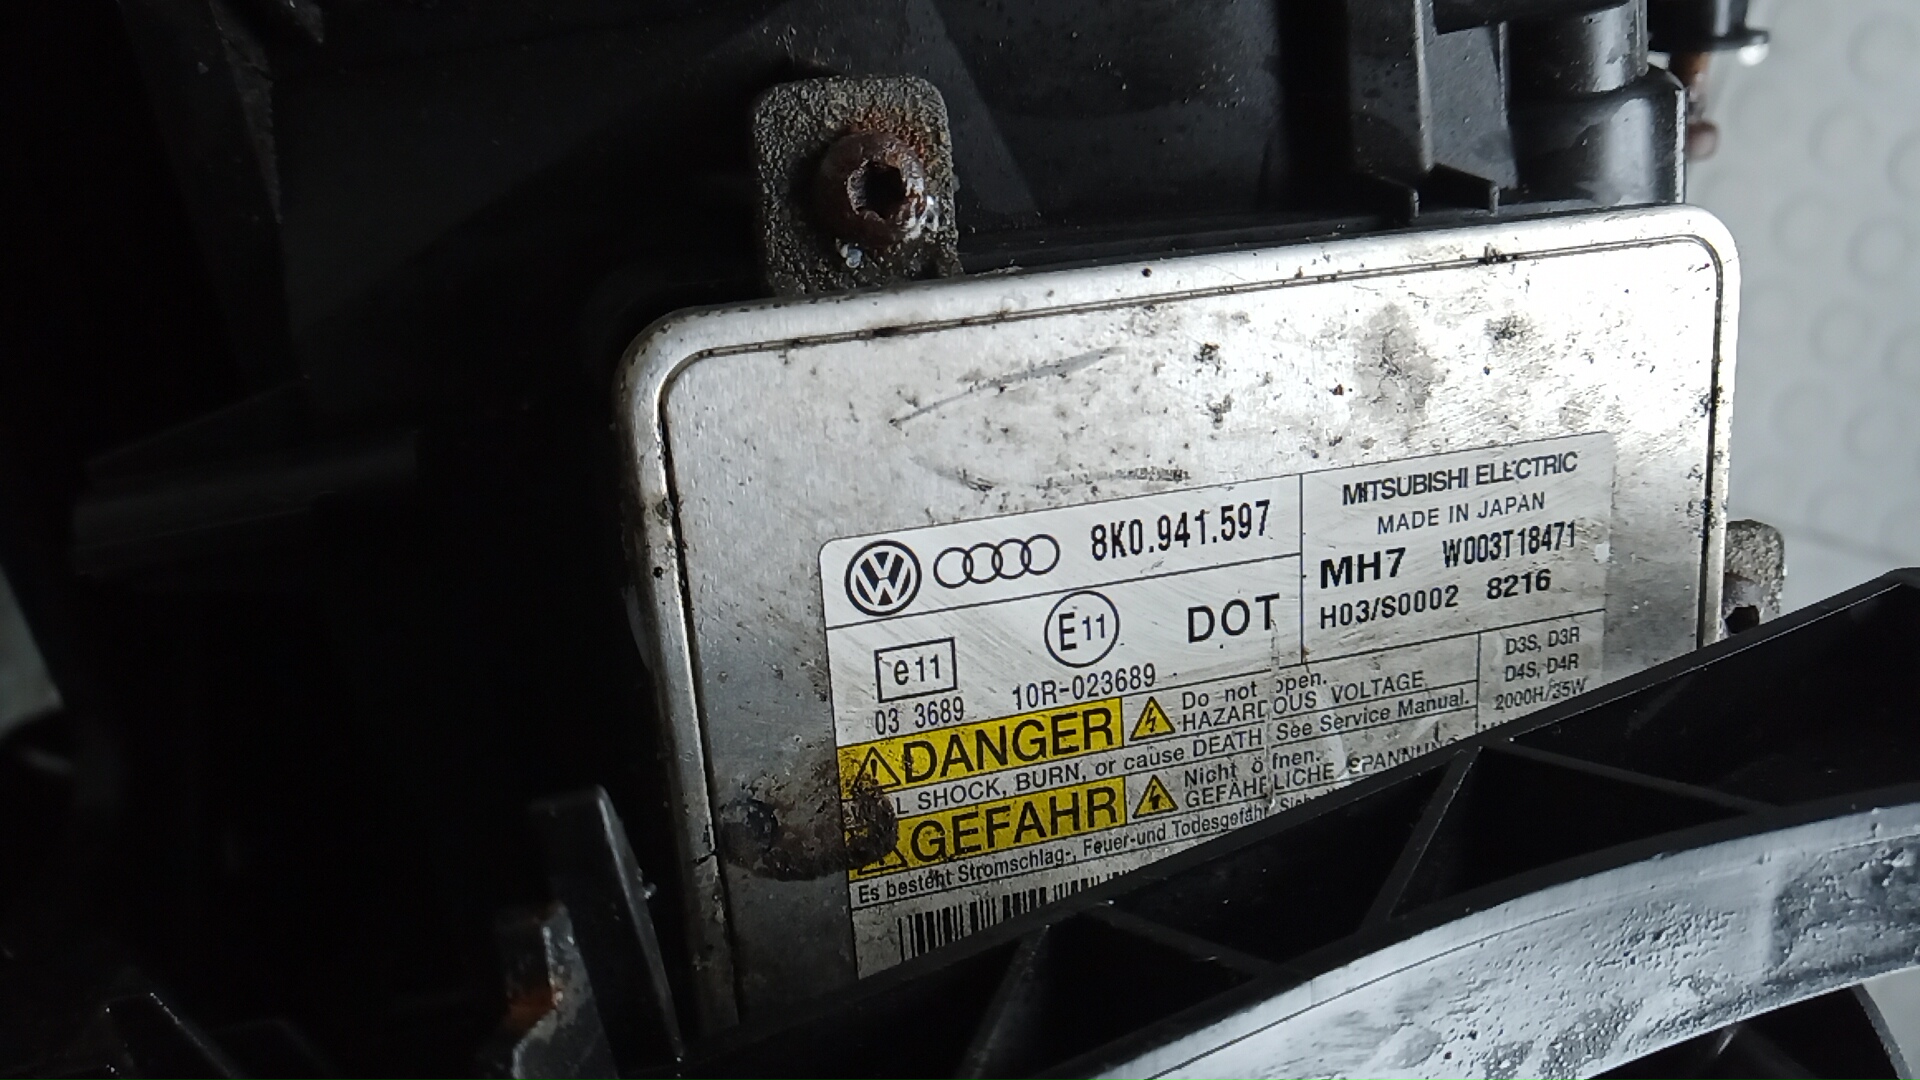 8K0.941.597
MITSUBISHI ELECTRIC
MADE IN JAPAN
MH7 W003T18471
H03/S0002 8216
e11
03 3689
E11
10R-023689
DOT
D3S, D3R
D4S, D4R
2000H/35W
DANGER
Do not open.
HAZARDOUS VOLTAGE
L SHOCK, BURN, or cause DEATH See Service Manual.
GEFAHR
Nicht öffnen.
GEFÄHRLICHE SPANNUNG
Es besteht Stromschlag-, Feuer-und Todesgefahr